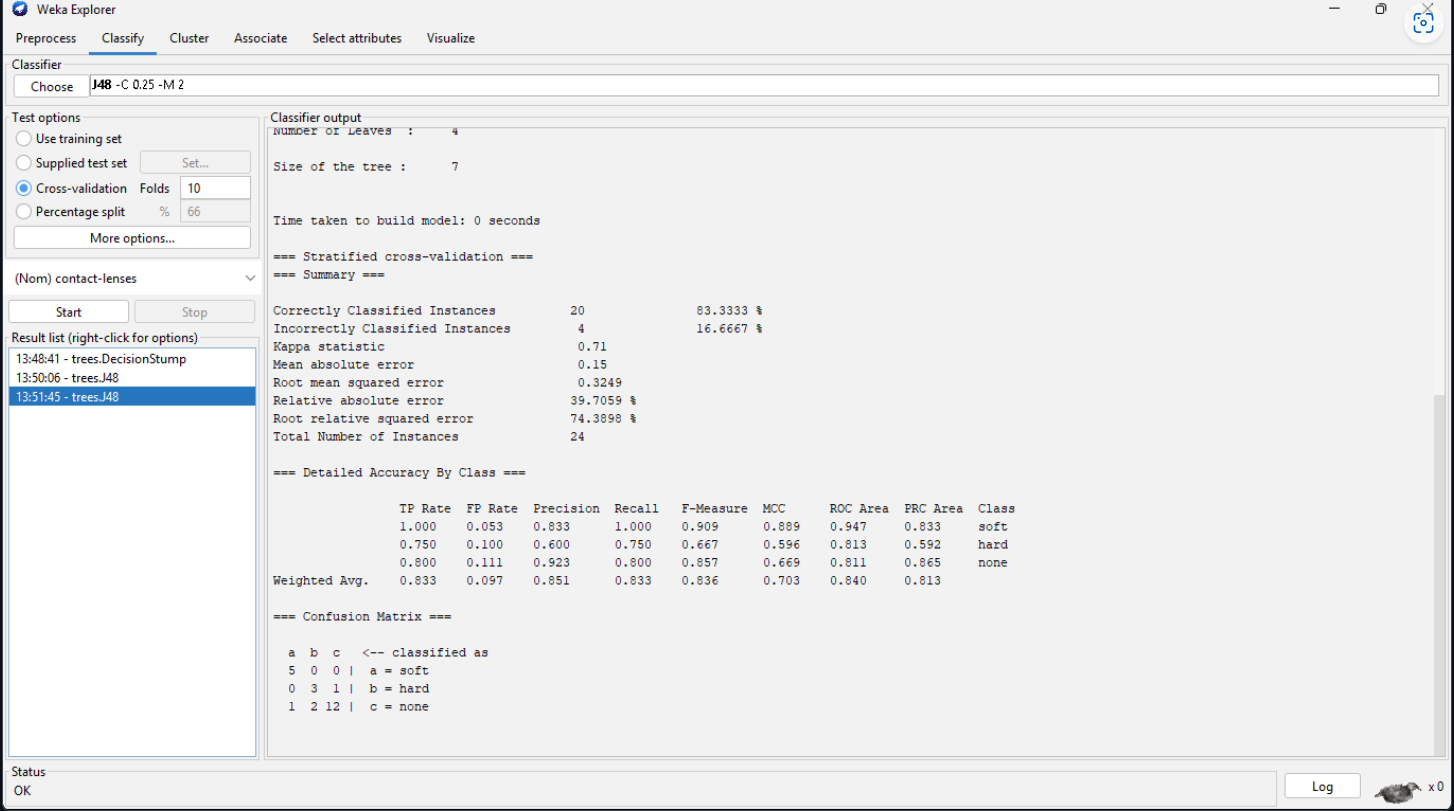 Weka Explorer
Preprocess Classify Cluster Associate Select attributes Visualize
Classifier
Choose J48 -C 0.25 -M 2
Test options
Use training set
Supplied test set Set...
Cross-validation Folds 10
Percentage split % 66
More options...
(Nom) contact-lenses
Start Stop
Result list (right-click for options)
13:48:41 - trees.DecisionStump
13:50:06 - trees.J48
13:51:45 - trees.J48
Classifier output
Number of Leaves : 4
Size of the tree : 7
Time taken to build model: 0 seconds
=== Stratified cross-validation ===
=== Summary ===
Correctly Classified Instances 20 83.3333 %
Incorrectly Classified Instances 4 16.6667 %
Kappa statistic 0.71
Mean absolute error 0.15
Root mean squared error 0.3249
Relative absolute error 39.7059 %
Root relative squared error 74.3898 %
Total Number of Instances 24
=== Detailed Accuracy By Class ===
TP Rate FP Rate Precision Recall F-Measure MCC ROC Area PRC Area Class
1.000 0.053 0.833 1.000 0.909 0.889 0.947 0.833 soft
0.750 0.100 0.600 0.750 0.667 0.596 0.813 0.592 hard
0.800 0.111 0.923 0.800 0.857 0.669 0.811 0.865 none
Weighted Avg. 0.833 0.097 0.851 0.833 0.836 0.703 0.840 0.813
=== Confusion Matrix ===
a b c <-- classified as
5 0 0 | a = soft
0 3 1 | b = hard
1 2 12 | c = none
Status
OK
Log x 0